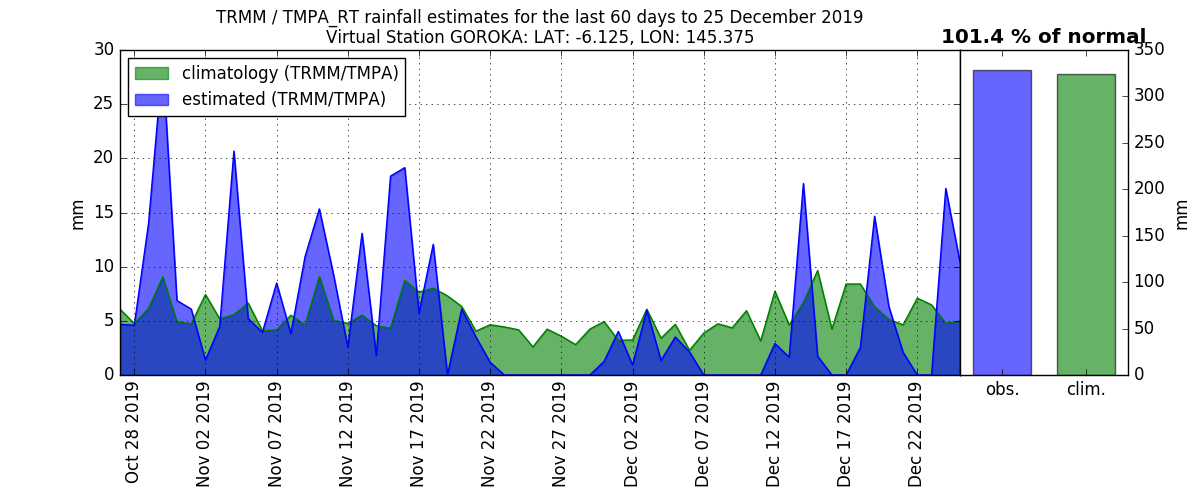 TRMM / TMPA_RT rainfall estimates for the last 60 days to 25 December 2019
Virtual Station GOROKA: LAT: -6.125, LON: 145.375
101.4 % of normal
climatology (TRMM/TMPA)
estimated (TRMM/TMPA)
30
25
20
15
10
5
0
mm
Oct 28 2019
Nov 02 2019
Nov 07 2019
Nov 12 2019
Nov 17 2019
Nov 22 2019
Nov 27 2019
Dec 02 2019
Dec 07 2019
Dec 12 2019
Dec 17 2019
Dec 22 2019
obs.
clim.
350
300
250
200
150
100
50
0
mm